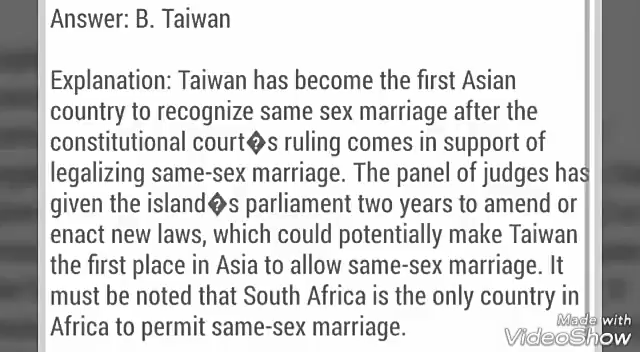 Answer: B. Taiwan
Explanation: Taiwan has become the first Asian
country to recognize same sex marriage after the
constitutional court�s ruling comes in support of
legalizing same-sex marriage. The panel of judges has
given the island�s parliament two years to amend or
enact new laws, which could potentially make Taiwan
the first place in Asia to allow same-sex marriage. It
must be noted that South Africa is the only country in
Africa to permit same-sex marriage.
Made with
VideoShow